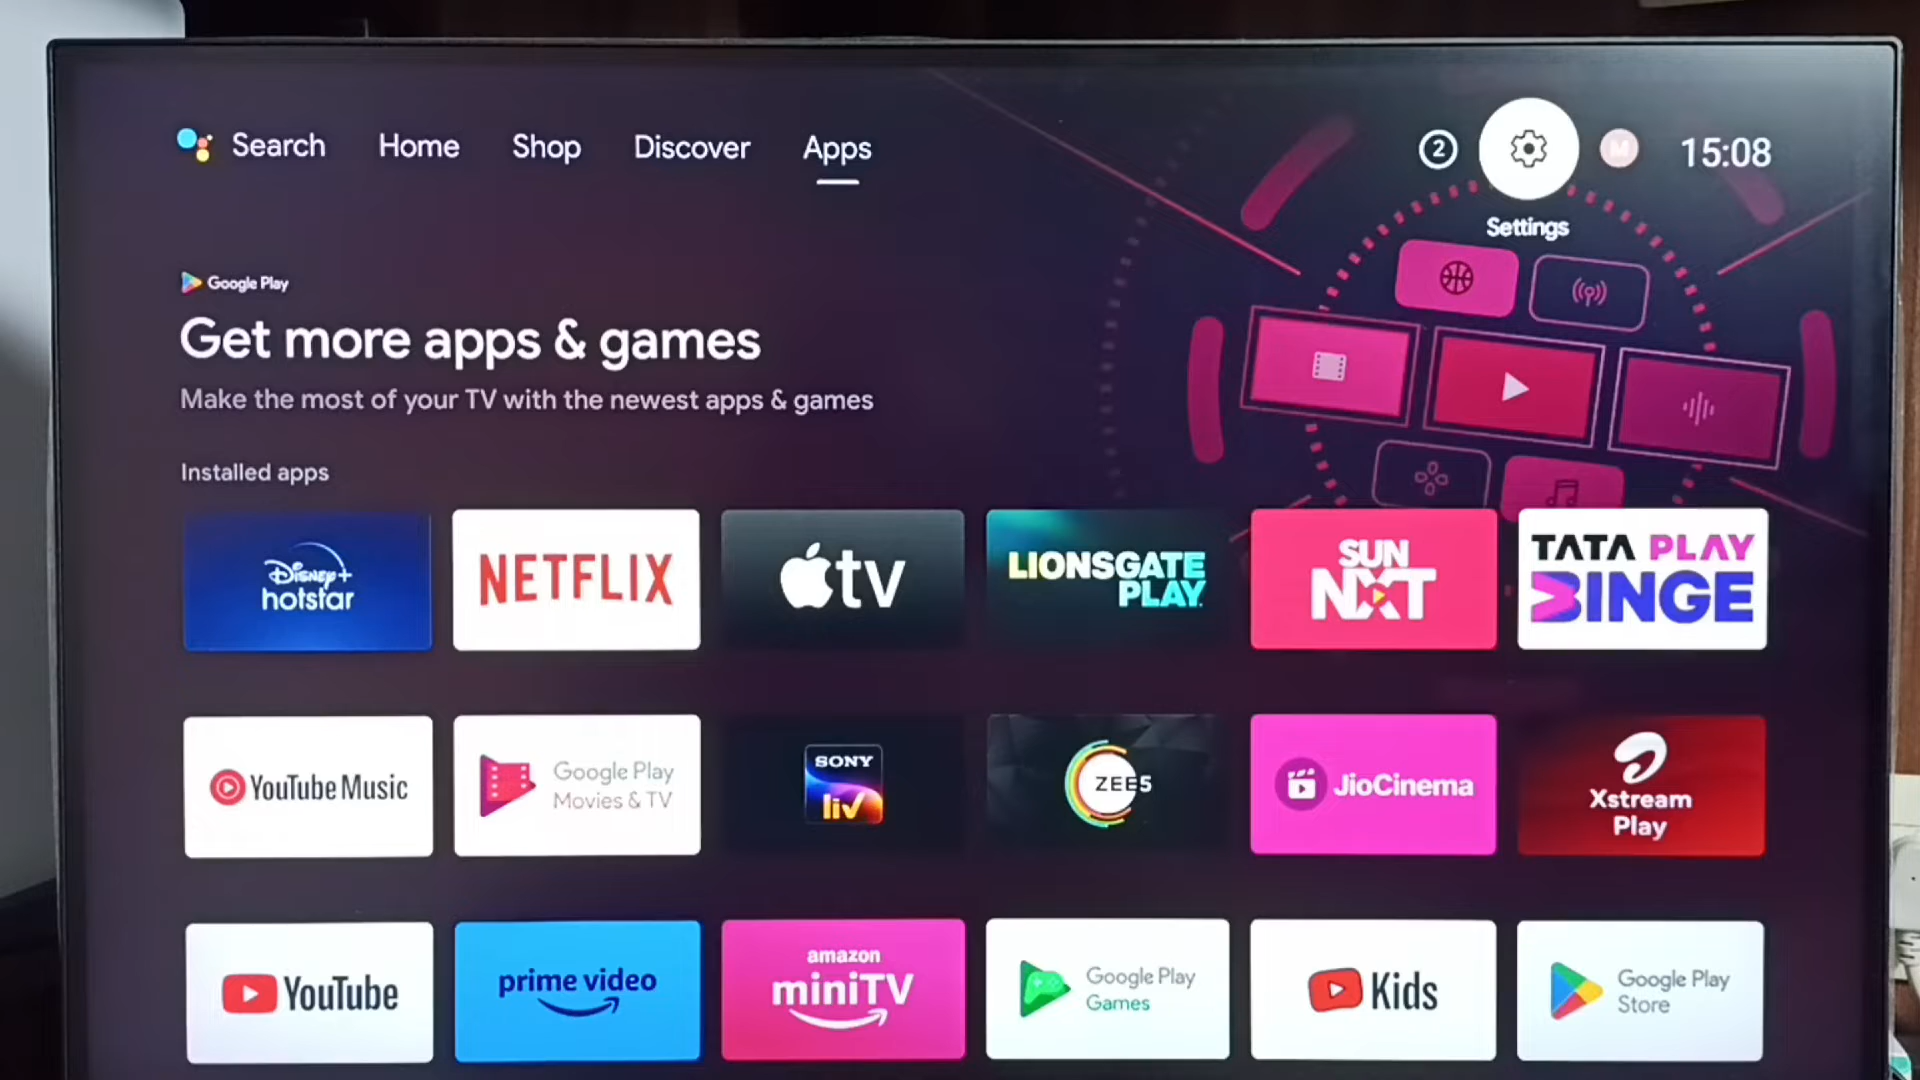 Search Home Shop Discover Apps
2 M 15:08
Settings
Google Play
Get more apps & games
Make the most of your TV with the newest apps & games
Installed apps
Disney+
hotstar
NETFLIX
tv
LIONSGATE
PLAY
SUN
NXT
TATA PLAY
BINGE
YouTube Music
Google Play
Movies & TV
SONY
liv
ZEE5
JioCinema
Xstream
Play
YouTube
prime video
amazon
miniTV
Google Play
Games
Kids
Google Play
Store